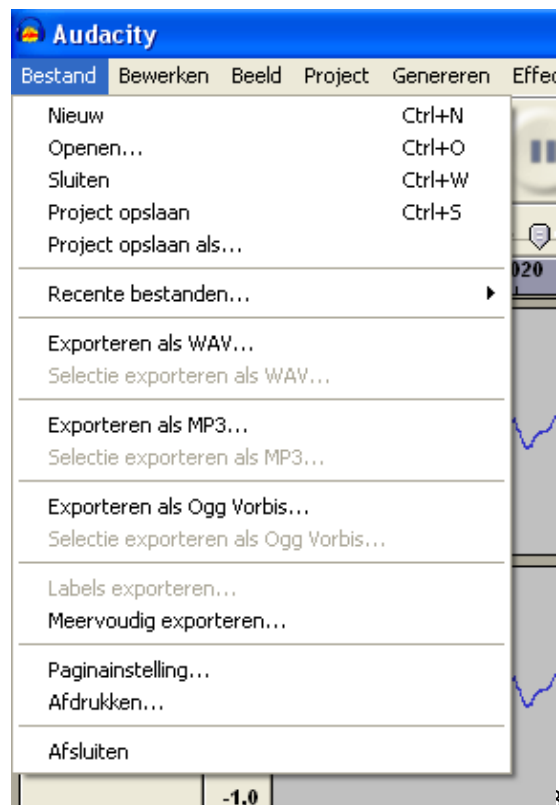 Audacity
Bestand Bewerken Beeld Project Genereren Effec
Nieuw Ctrl+N
Openen... Ctrl+O
Sluiten Ctrl+W
Project opslaan Ctrl+S
Project opslaan als...
020
Recente bestanden...
Exporteren als WAV...
Selectie exporteren als WAV...
Exporteren als MP3...
Selectie exporteren als MP3...
Exporteren als Ogg Vorbis...
Selectie exporteren als Ogg Vorbis...
Labels exporteren...
Meervoudig exporteren...
Paginainstelling...
Afdrukken...
Afsluiten
-1.0